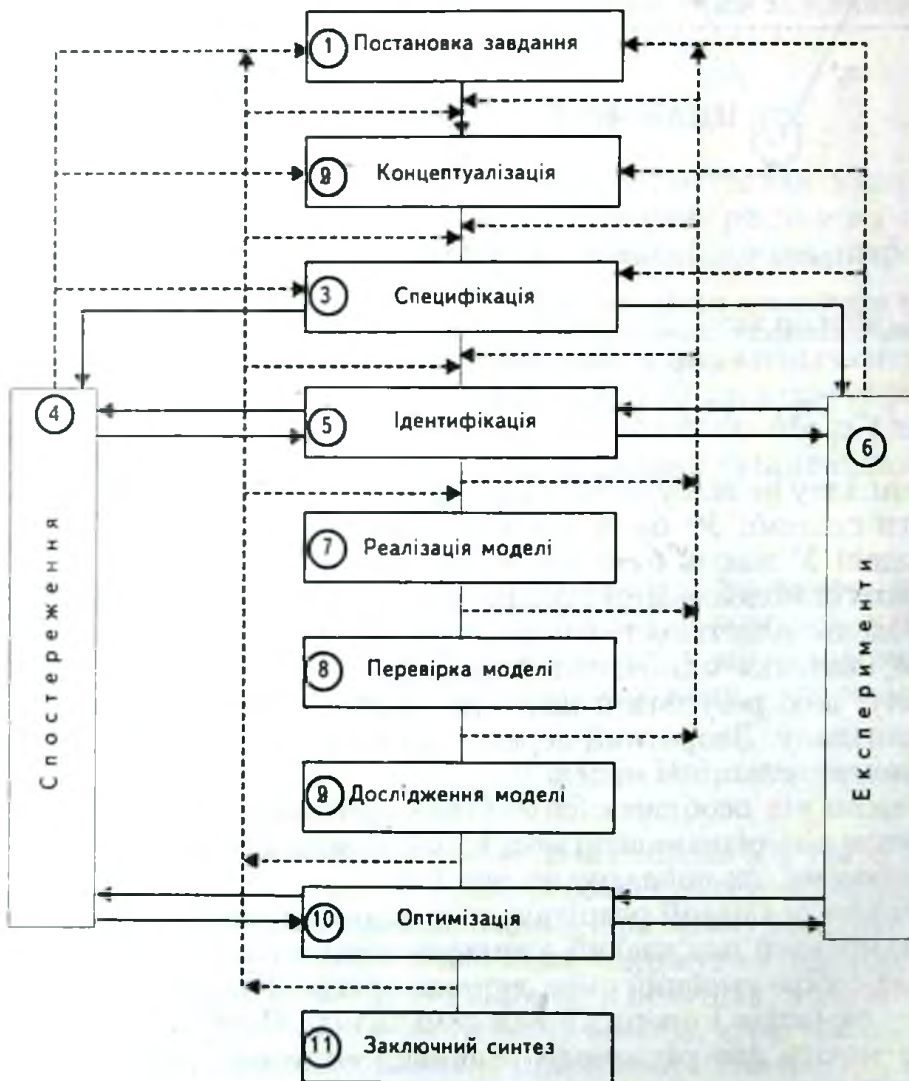 1 Постановка завдання
2 Концептуалізація
3 Специфікація
4
Спостереження
5 Ідентифікація
6
Експерименти
7 Реалізація моделі
8 Перевірка моделі
9 Дослідження моделі
10 Оптимізація
11 Заключний синтез